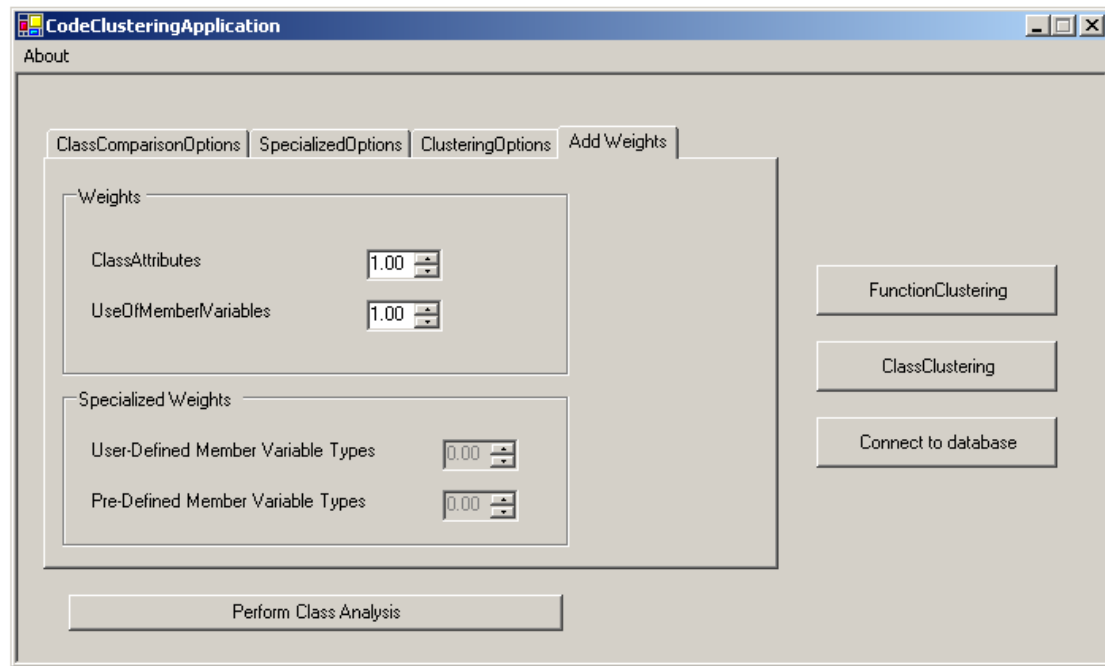 CodeClusteringApplication
About
ClassComparisonOptions SpecializedOptions ClusteringOptions Add Weights
Weights
ClassAttributes 1.00
UseOfMemberlVariables 1.00
Specialized Weights
User-Defined Member Variable Types 0.00
Pre-Defined Member Variable Types 0.00
FunctionClustering
ClassClustering
Connect to database
Perform Class Analysis